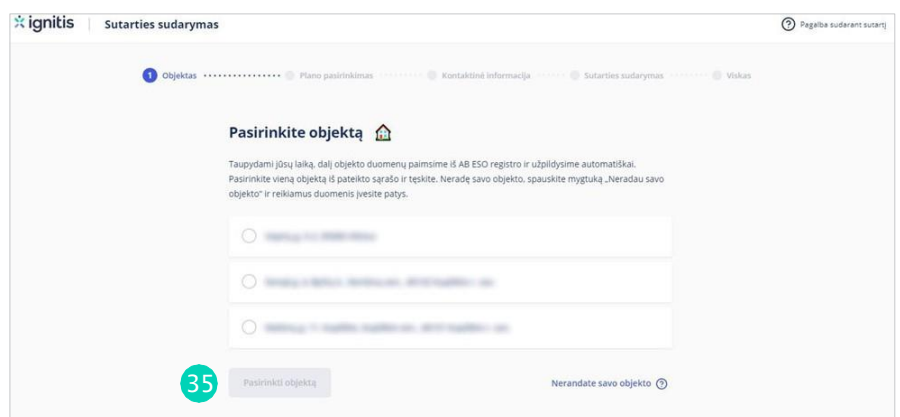 ignitis Sutarties sudarymas Pagalba sudarant sutartį
1 Objektas Plano pasirinkimas Kontaktinė informacija Sutarties sudarymas Viskas
Pasirinkite objektą
Taupydami jūsų laiką, dalį objekto duomenų paimsime iš AB ESO registro ir užpildysime automatiškai.
Pasirinkite vieną objektą iš pateikto sąrašo ir tęskite. Neradę savo objekto, spauskite mygtuką „Neradau savo
objekto" ir reikiamus duomenis įvesite patys.
35 Pasirinkti objektą Nerandate savo objekto ?